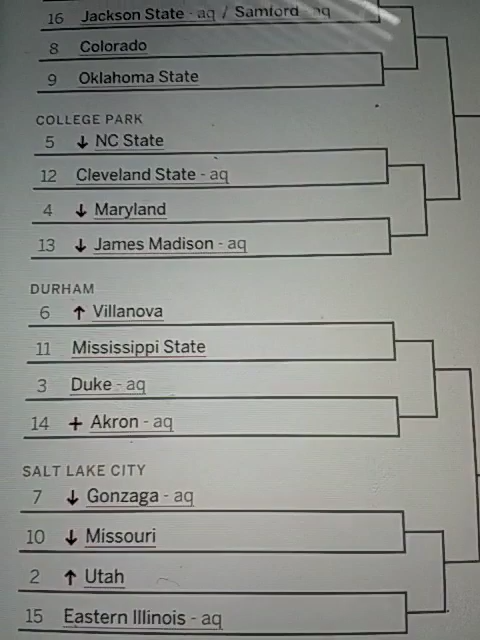 16 Jackson State - aq / Samford - aq
8 Colorado
9 Oklahoma State
COLLEGE PARK
5 ↓ NC State
12 Cleveland State - aq
4 ↓ Maryland
13 ↓ James Madison - aq
DURHAM
6 ↑ Villanova
11 Mississippi State
3 Duke - aq
14 + Akron - aq
SALT LAKE CITY
7 ↓ Gonzaga - aq
10 ↓ Missouri
2 ↑ Utah
15 Eastern Illinois - aq